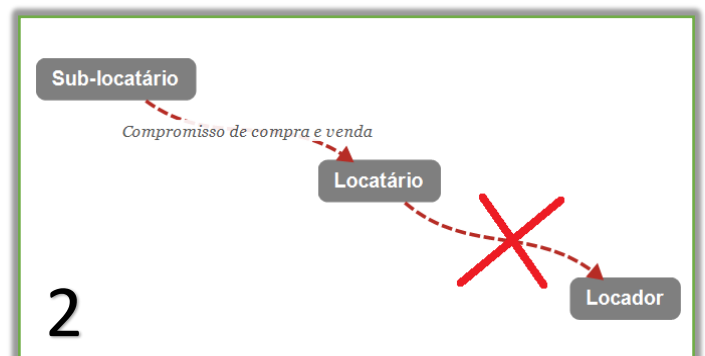 Sub-locatário
Compromisso de compra e venda
Locatário
Locador
2